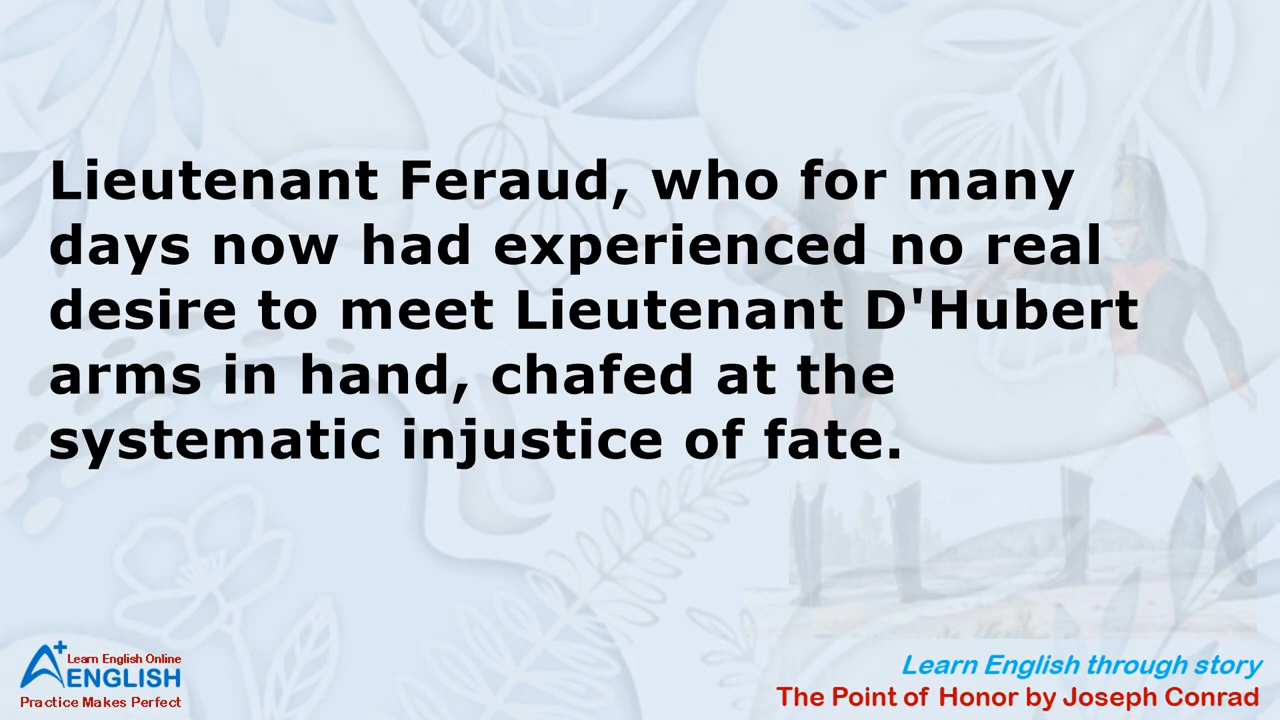 Lieutenant Feraud, who for many
days now had experienced no real
desire to meet Lieutenant D'Hubert
arms in hand, chafed at the
systematic injustice of fate.
A+ Learn English Online
ENGLISH
Practice Makes Perfect
Learn English through story
The Point of Honor by Joseph Conrad